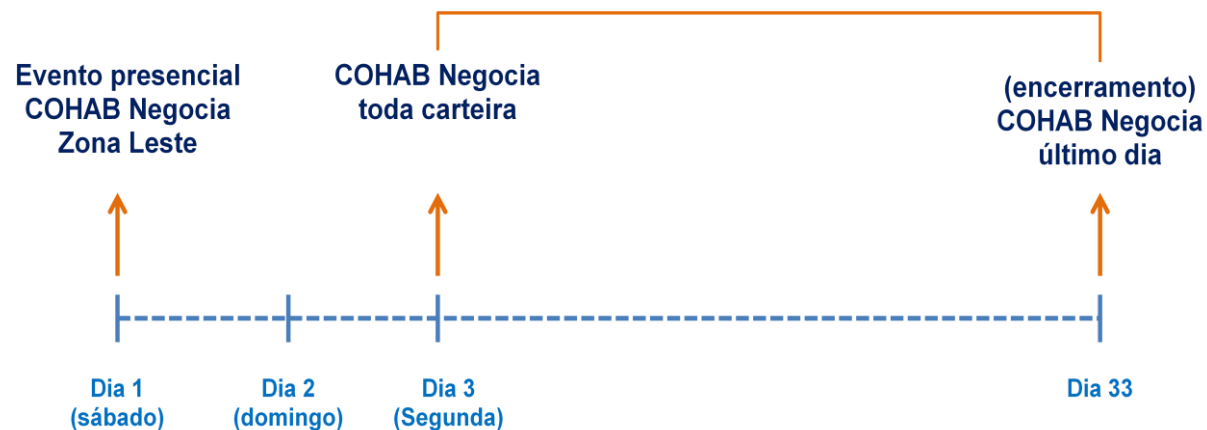 Evento presencial
COHAB Negocia
Zona Leste
COHAB Negocia
toda carteira
(encerramento)
COHAB Negocia
último dia
Dia 1
(sábado)
Dia 2
(domingo)
Dia 3
(Segunda)
Dia 33